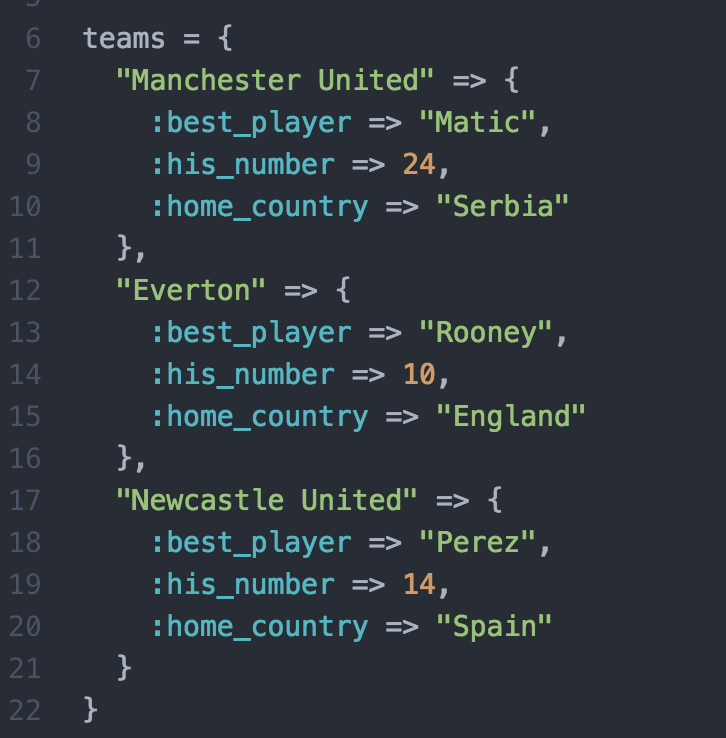 6 teams = {
7 "Manchester United" => {
8 :best_player => "Matic",
9 :his_number => 24,
10 :home_country => "Serbia"
11 },
12 "Everton" => {
13 :best_player => "Rooney",
14 :his_number => 10,
15 :home_country => "England"
16 },
17 "Newcastle United" => {
18 :best_player => "Perez",
19 :his_number => 14,
20 :home_country => "Spain"
21 }
22 }